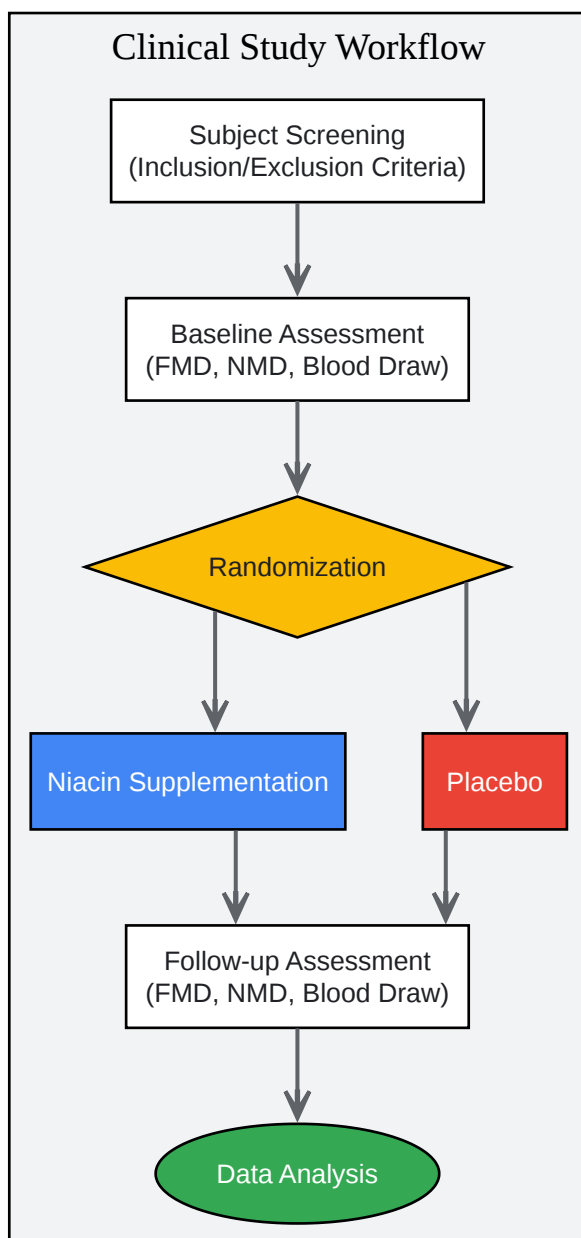 Clinical Study Workflow
Subject Screening
(Inclusion/Exclusion Criteria)
Baseline Assessment
(FMD, NMD, Blood Draw)
Randomization
Niacin Supplementation
Placebo
Follow-up Assessment
(FMD, NMD, Blood Draw)
Data Analysis